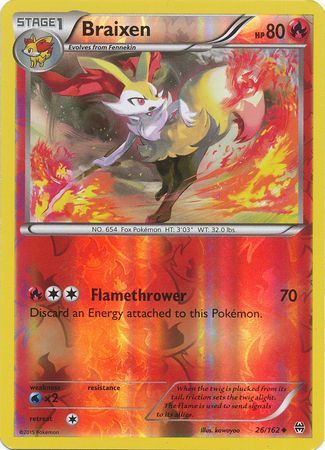 STAGE1
Braixen
HP80
Evolves from Fennekin
NO. 654 Fox Pokémon HT. 3'03" WT. 32.0 lbs.
Flamethrower 70
Discard an Energy attached to this Pokémon.
weakness resistance
×2
retreat
When the twig is plucked from its
tail, friction sets the twig alight.
The flame is used to send signals
to its allies.
illus. kawayoo
26/162
©2015 Pokémon